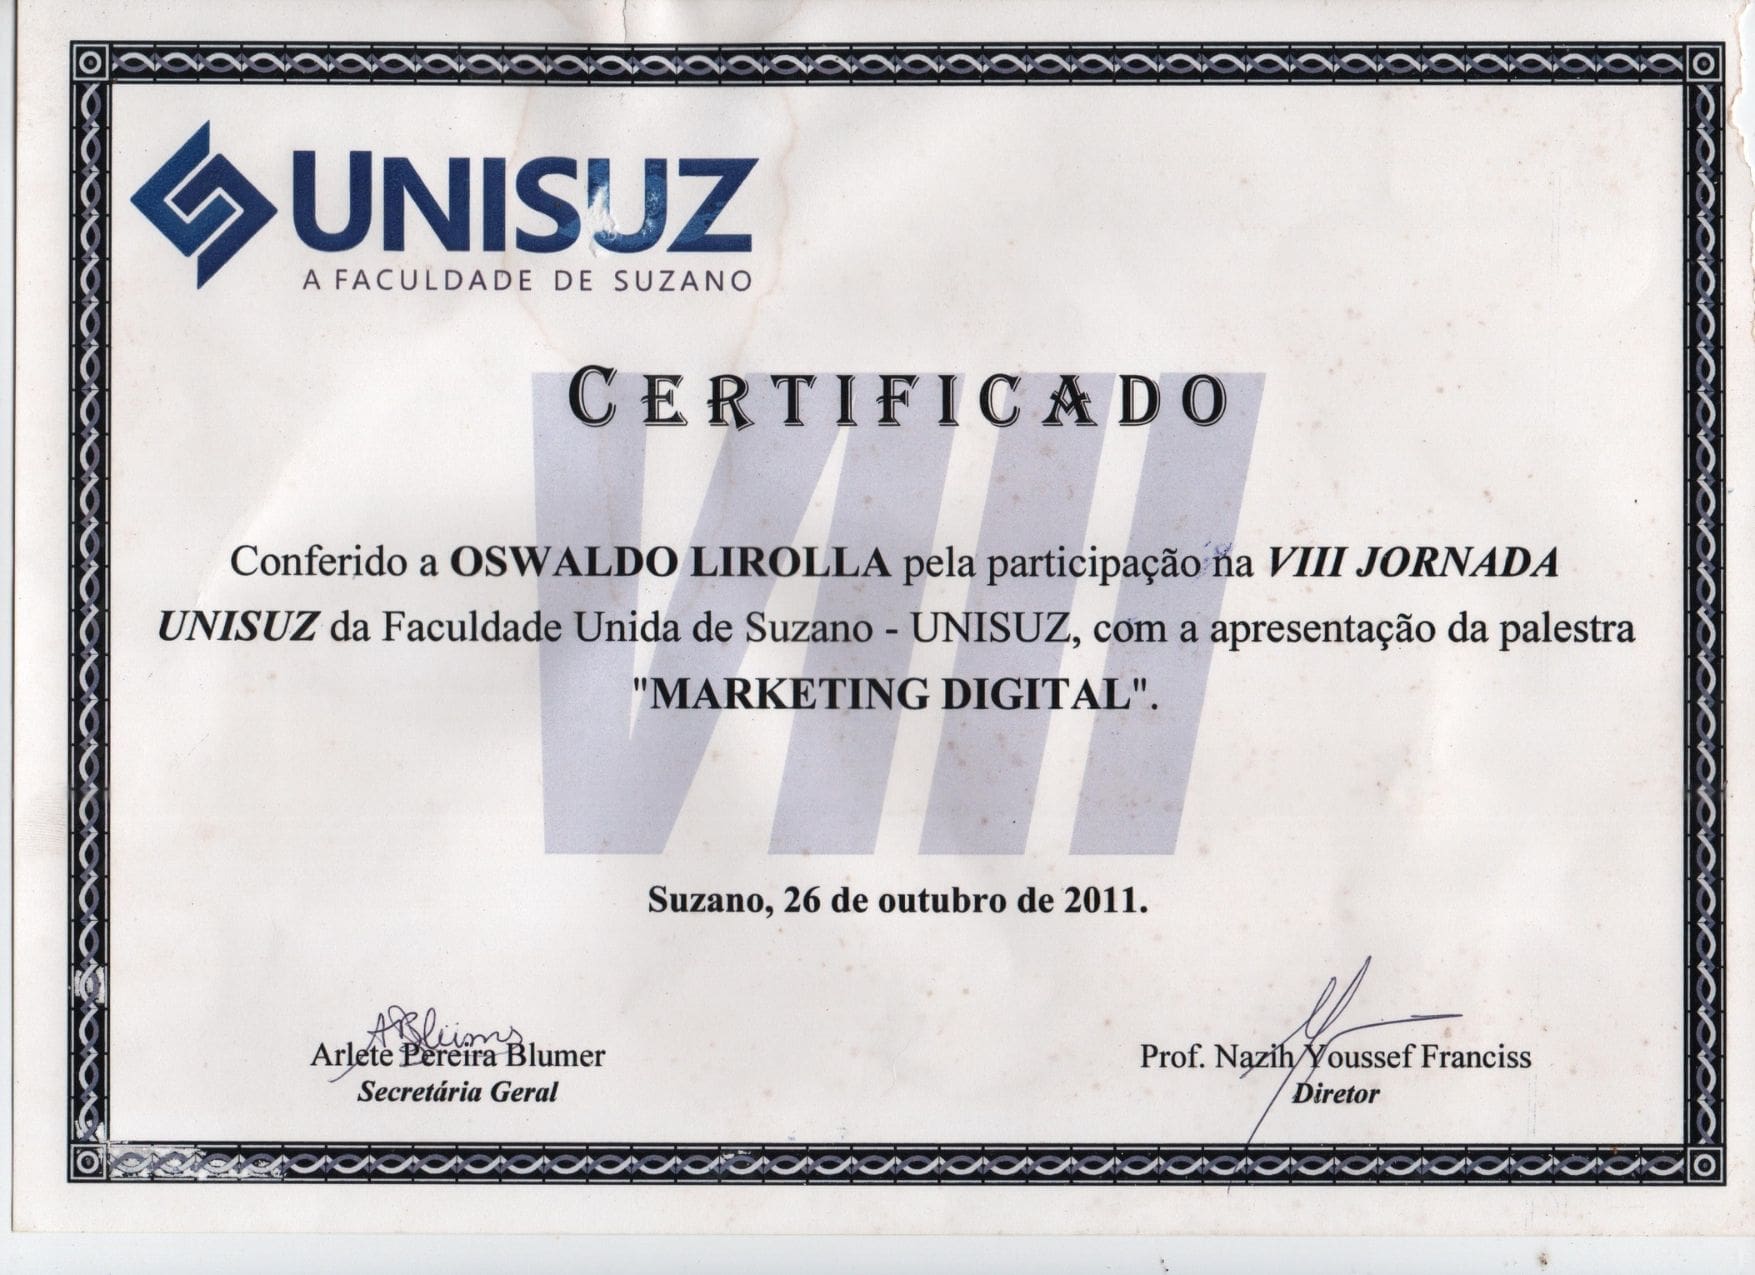 UNISUZ
A FACULDADE DE SUZANO
CERTIFICADO
VIII
Conferido a OSWALDO LIROLLA pela participação na VIII JORNADA
UNISUZ da Faculdade Unida de Suzano - UNISUZ, com a apresentação da palestra
"MARKETING DIGITAL".
Suzano, 26 de outubro de 2011.
Arlete Pereira Blumer
Secretária Geral
Prof. Nazih Youssef Franciss
Diretor